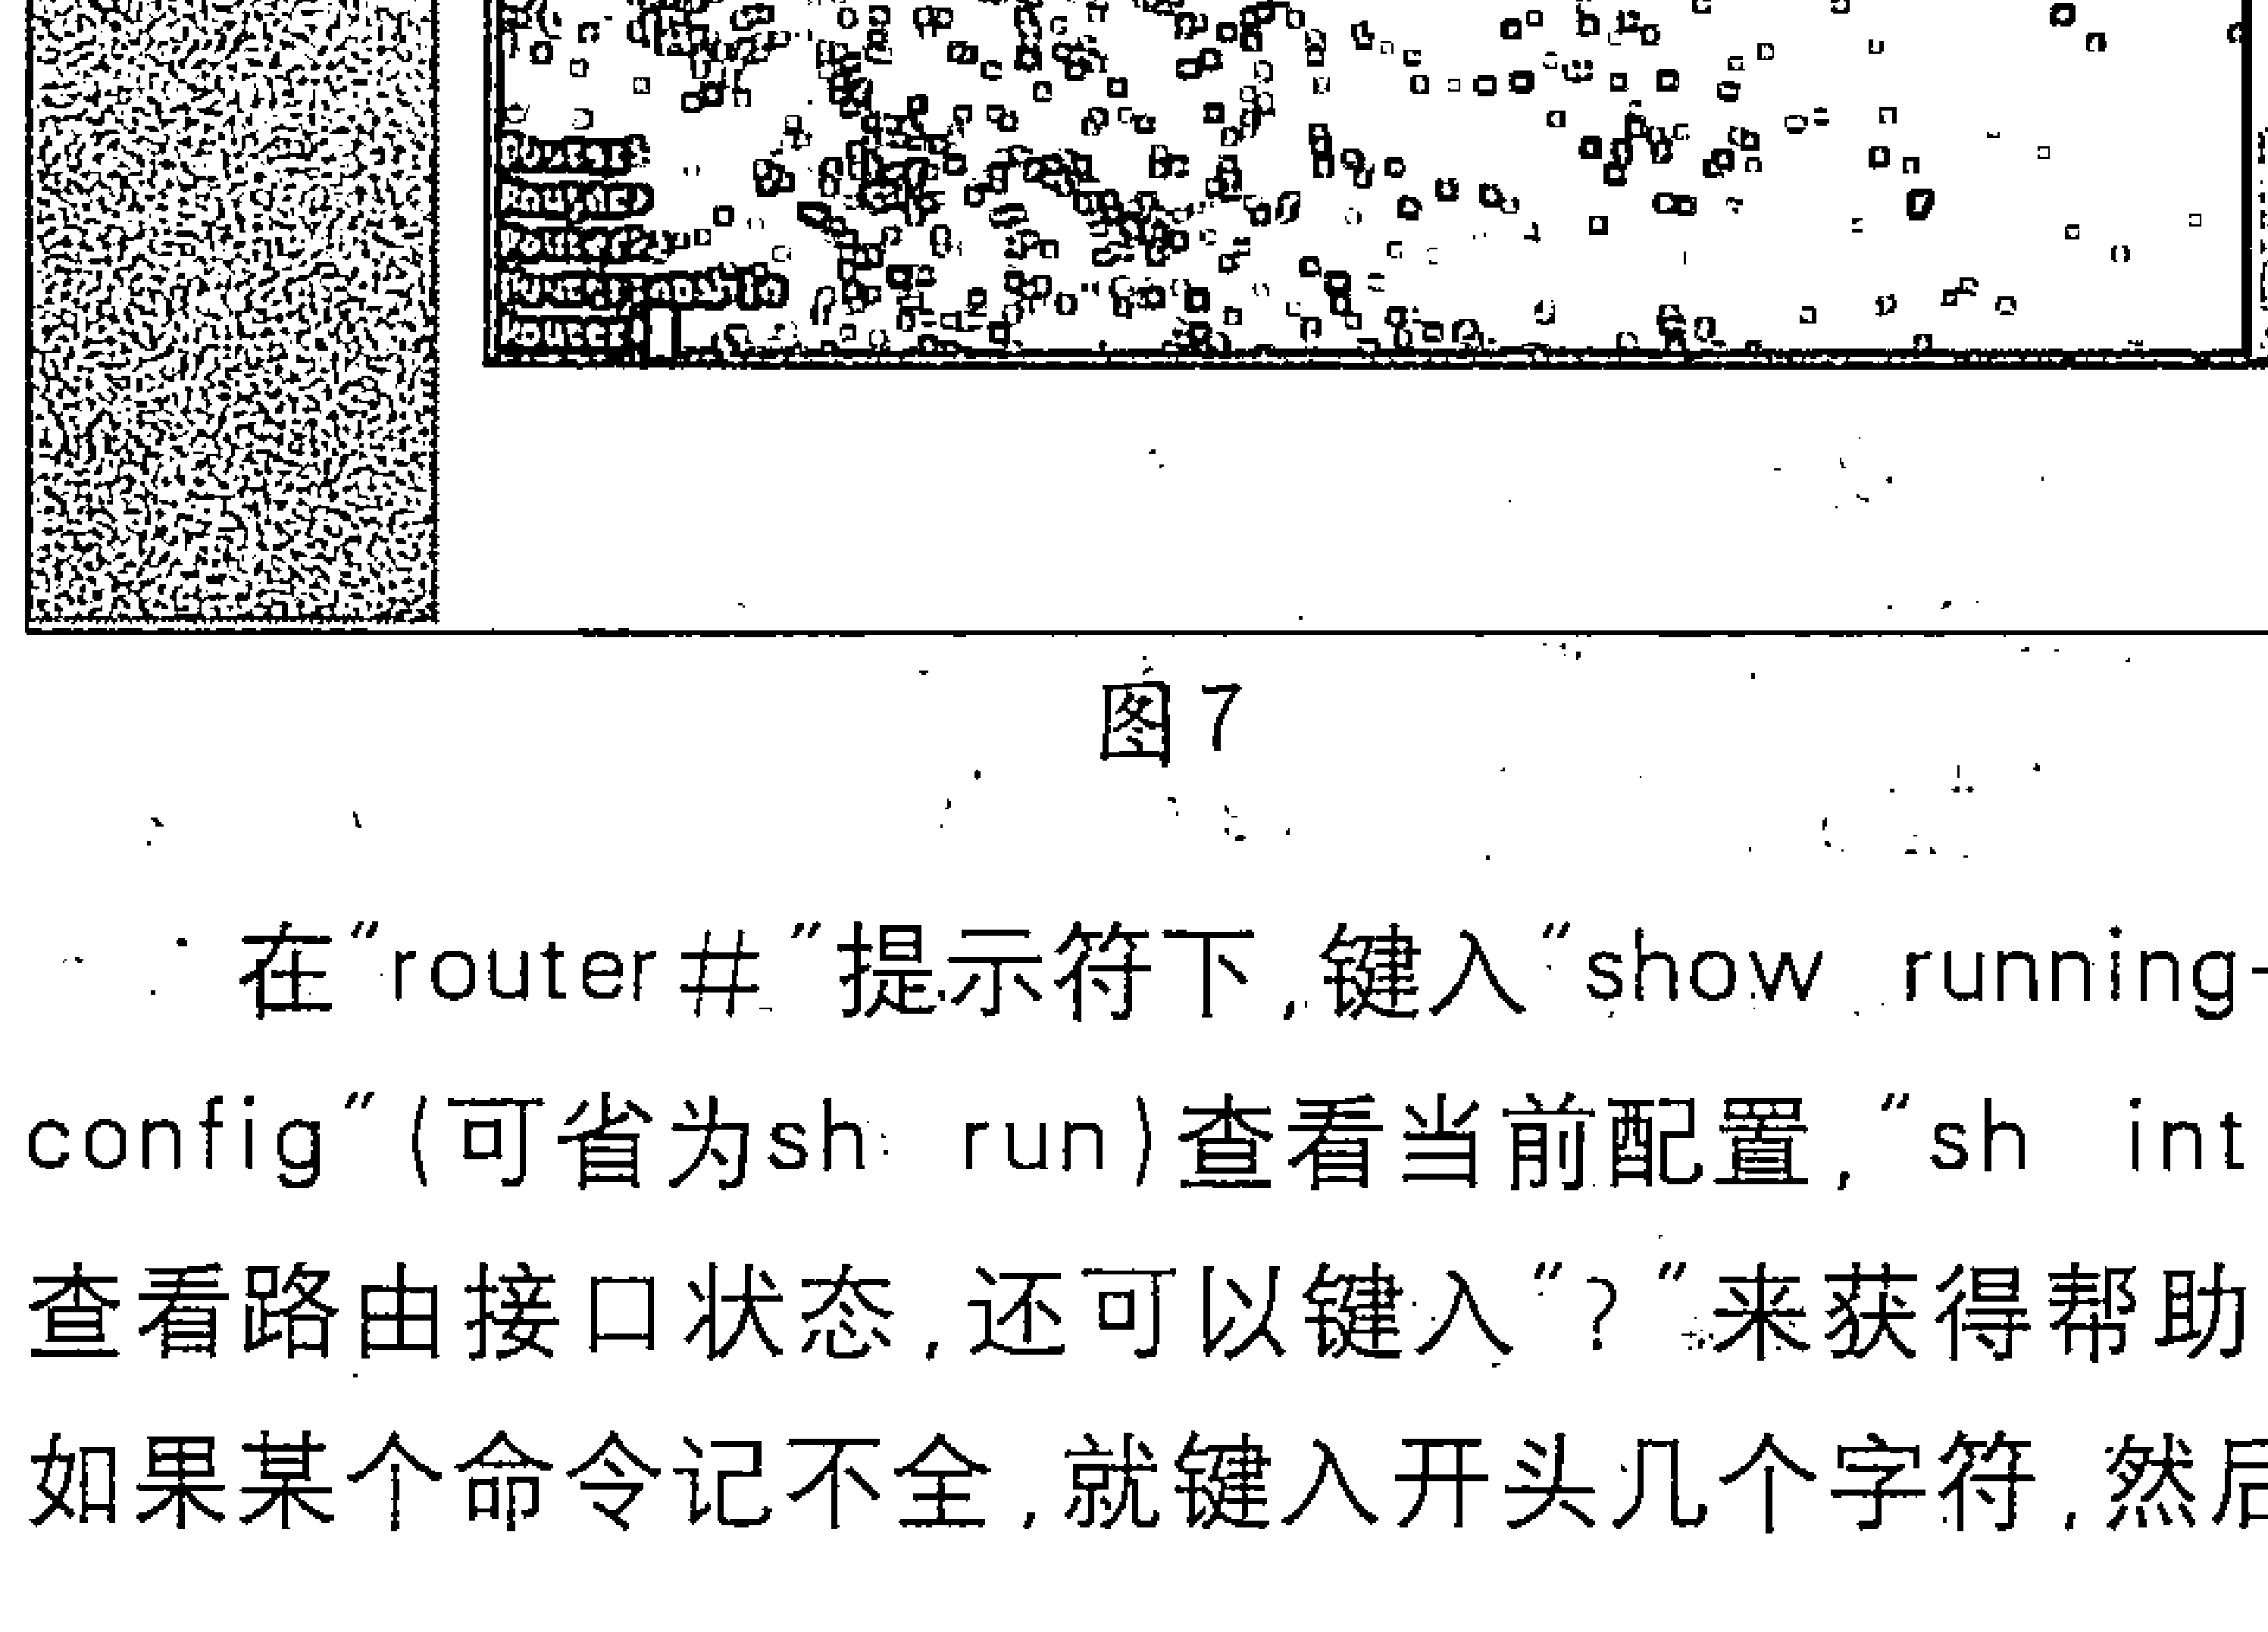 图7
在“router＃”提示符下,键入“show running-
config”(可省为sh run)查看当前配置,“sh int
查看路由接口状态,还可以键入“?”来获得帮助
如果某个命令记不全,就键入开头几个字符,然后